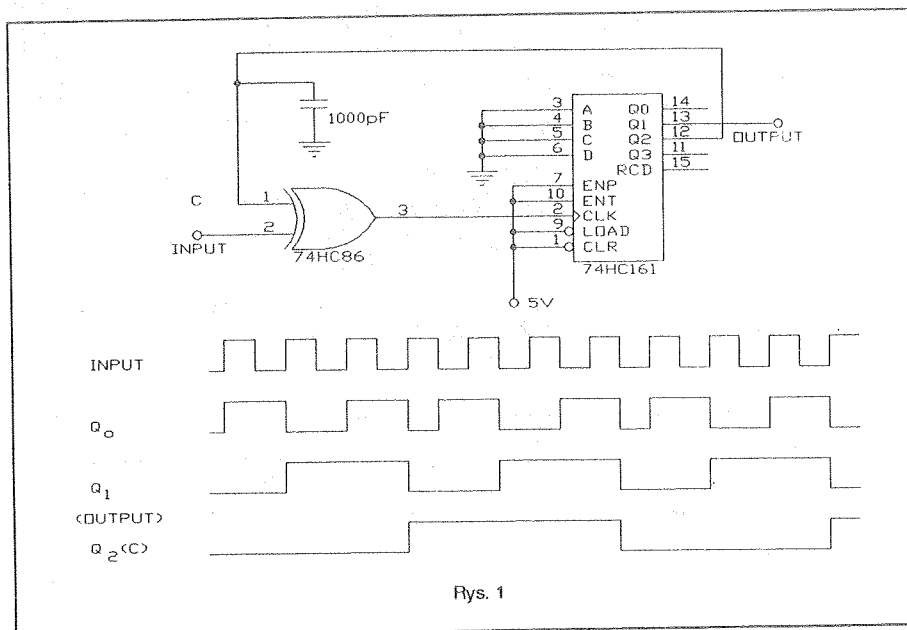 1000pF
C
1
2
3
INPUT
74HC86
3 A Q0 14
4 B Q1 13
5 C Q2 12
6 D Q3 11
RCD 15
OUTPUT
7 ENP
10 ENT
2 CLK
9 LOAD
1 CLR
74HC161
5V
INPUT
Q0
Q1
(OUTPUT)
Q2(C)
Rys. 1